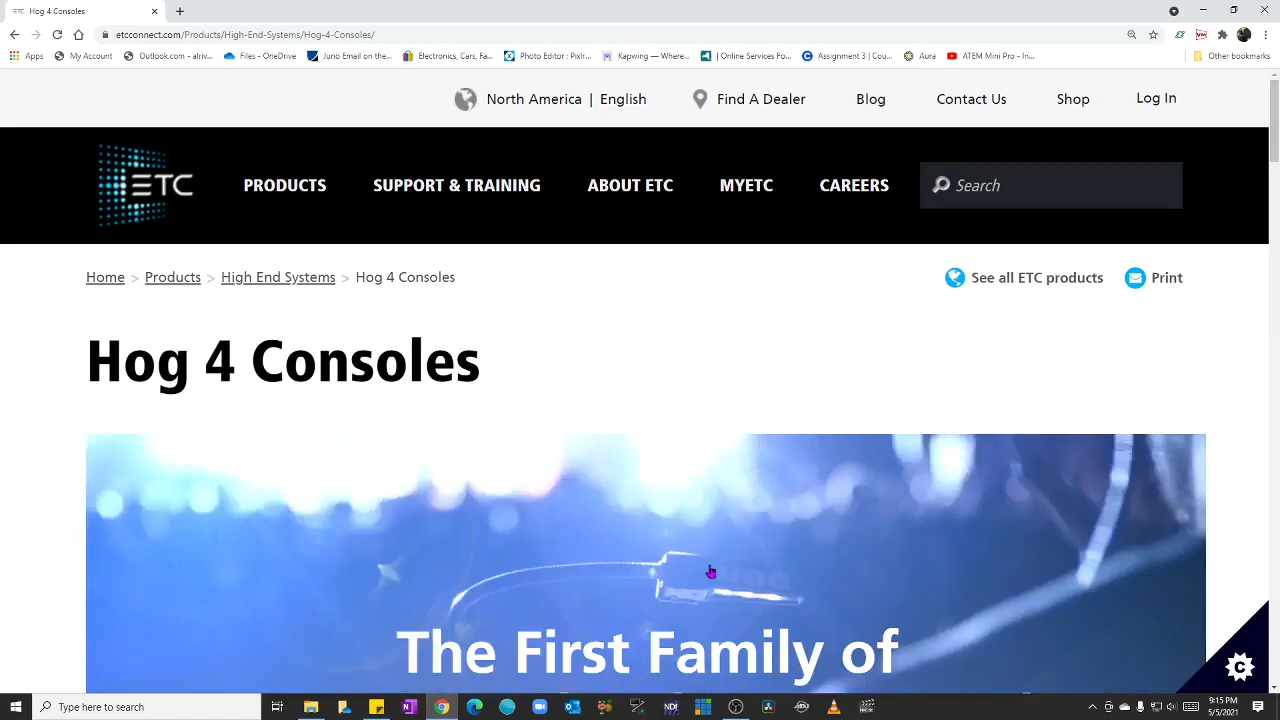 ETC Hog 4 Consoles
etcconnect.com/Products/High-End-Systems/Hog-4-Consoles/
Apps My Account Outlook.com - alriv... Files - OneDrive Juno Email on the... Electronics, Cars, Fa... Photo Editor : Pixlr... Kapwing — Where... | Online Services Fo... Assignment 3 | Cou... Aura ATEM Mini Pro - In... Other bookmarks
North America | English Find A Dealer Blog Contact Us Shop Log In
ETC PRODUCTS SUPPORT & TRAINING ABOUT ETC MYETC CAREERS Search
Home > Products > High End Systems > Hog 4 Consoles See all ETC products Print
Hog 4 Consoles
The First Family of
Type here to search
9:15 PM
5/5/2021